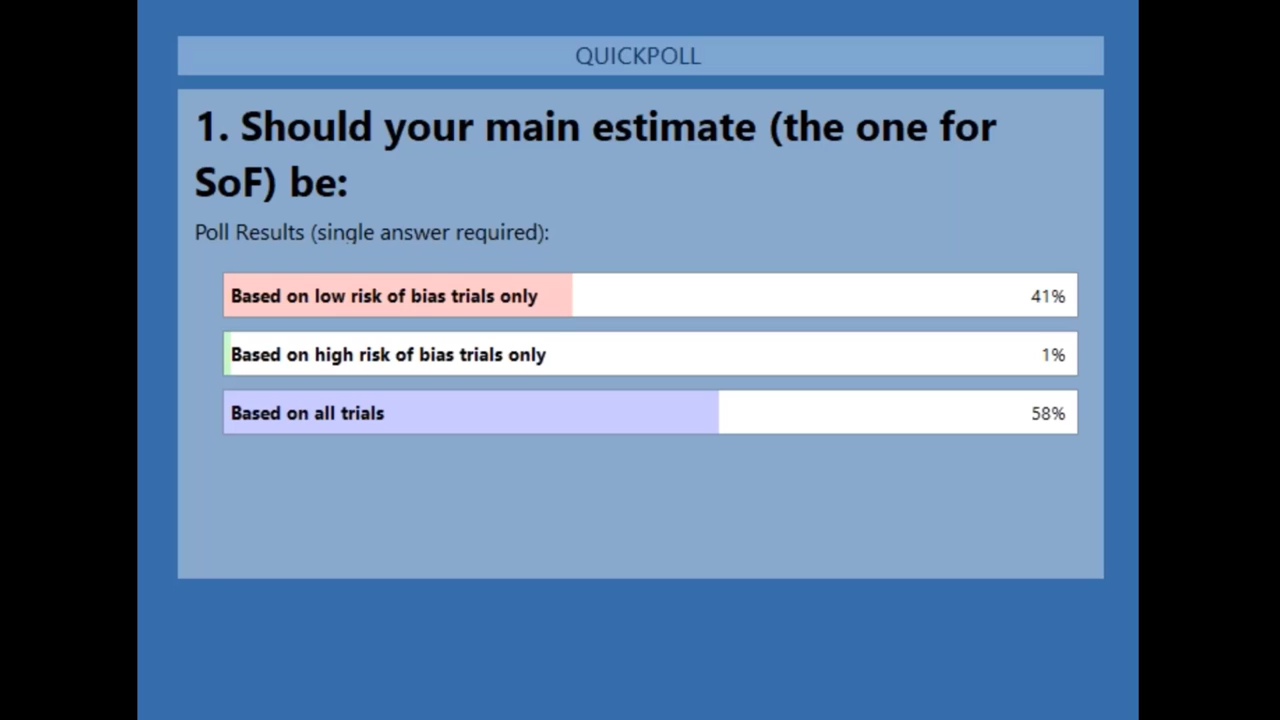 QUICKPOLL
1. Should your main estimate (the one for
SoF) be:
Poll Results (single answer required):
Based on low risk of bias trials only 41%
Based on high risk of bias trials only 1%
Based on all trials 58%